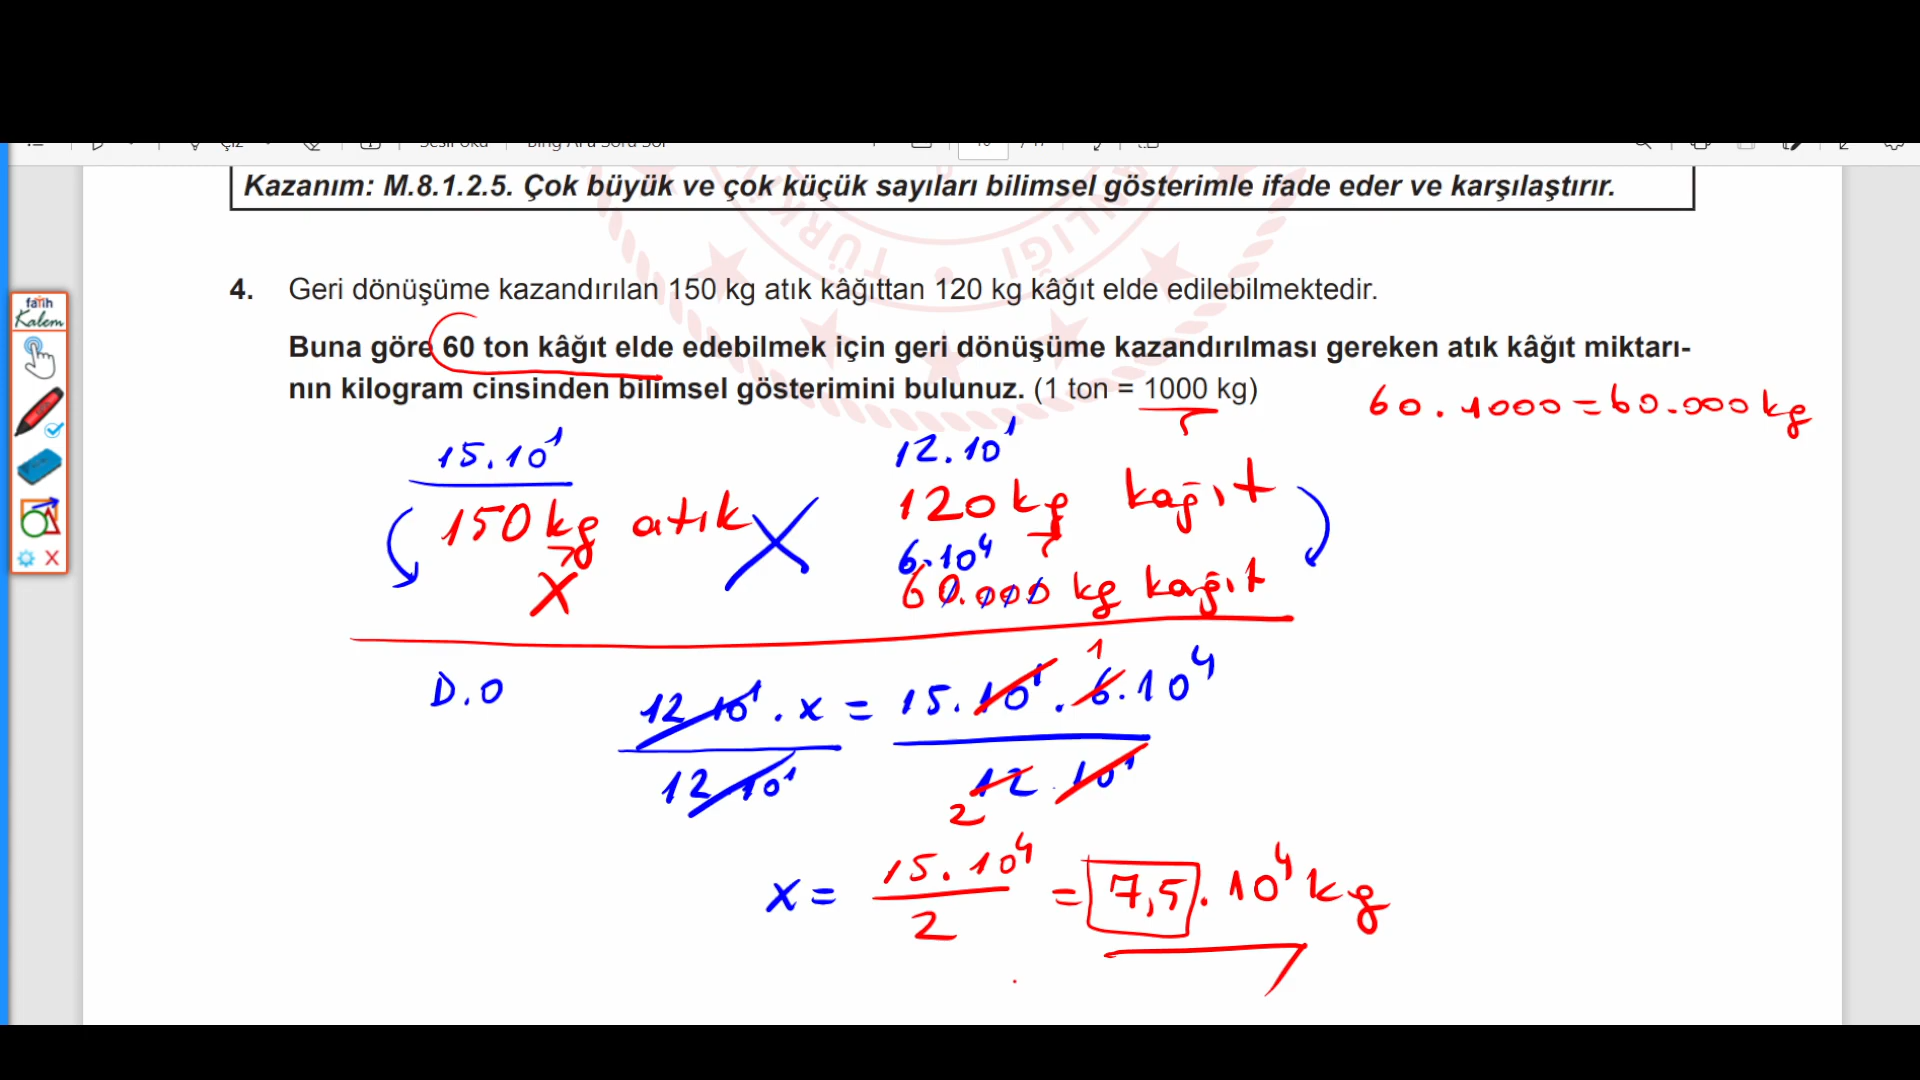 Kazanım: M.8.1.2.5. Çok büyük ve çok küçük sayıları bilimsel gösterimle ifade eder ve karşılaştırır.
4. Geri dönüşüme kazandırılan 150 kg atık kâğıttan 120 kg kâğıt elde edilebilmektedir.
Buna göre 60 ton kâğıt elde edebilmek için geri dönüşüme kazandırılması gereken atık kâğıt miktarı-
nın kilogram cinsinden bilimsel gösterimini bulunuz. (1 ton = 1000 kg)
60.1000=60.000 kg
15.10¹ 12.10¹
150 kg atık 120 kg kağıt
6.10⁴
x 60.000 kg kağıt
fatih
Kalem
D.O
1
12 10¹ . x = 15.10¹.6.10⁴
12 10¹ 12 10¹
2
x = 15.10⁴ = 7,5.10⁴ kg
2